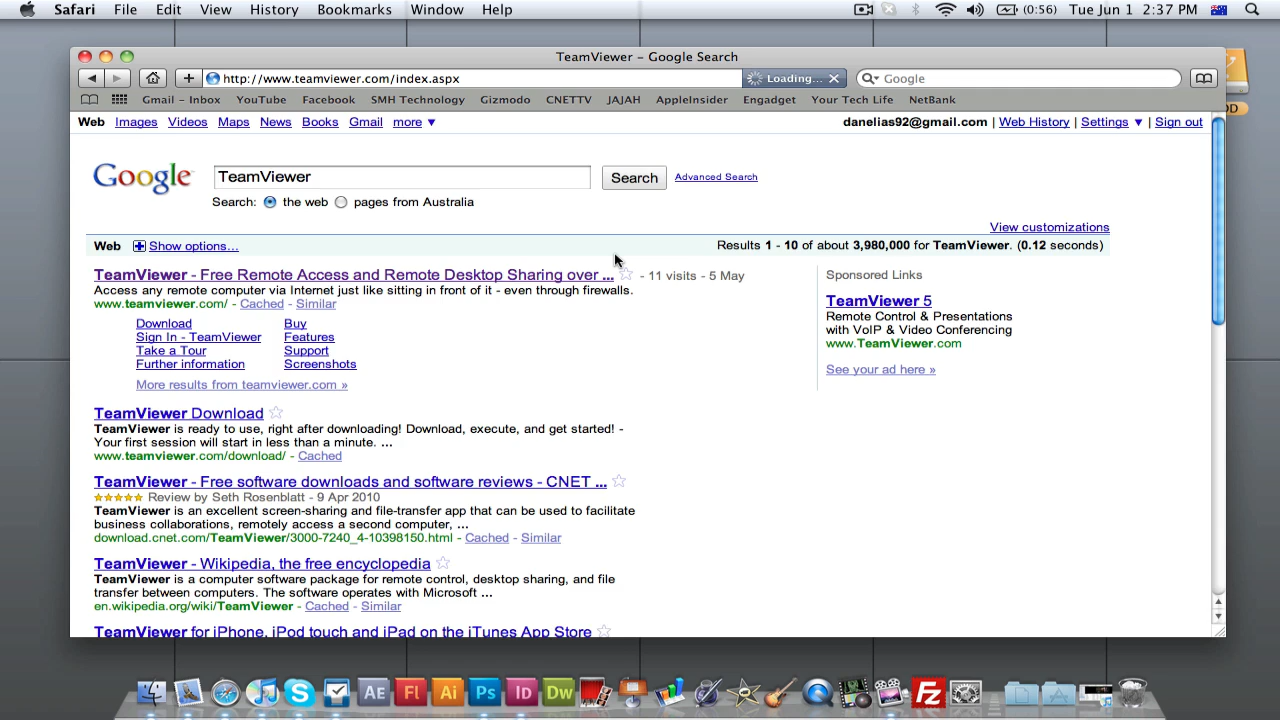 Safari File Edit View History Bookmarks Window Help (0:56) Tue Jun 1 2:37 PM
TeamViewer – Google Search
http://www.teamviewer.com/index.aspx Loading... Google
Gmail – Inbox YouTube Facebook SMH Technology Gizmodo CNETTV JAJAH AppleInsider Engadget Your Tech Life NetBank
Web Images Videos Maps News Books Gmail more ▼ danelias92@gmail.com | Web History | Settings ▼ | Sign out
Google TeamViewer Search Advanced Search
Search: the web pages from Australia
View customizations
Web Show options... Results 1 - 10 of about 3,980,000 for TeamViewer. (0.12 seconds)
TeamViewer - Free Remote Access and Remote Desktop Sharing over ... - 11 visits - 5 May
Access any remote computer via Internet just like sitting in front of it - even through firewalls.
www.teamviewer.com/ - Cached - Similar
Download Buy
Sign In - TeamViewer Features
Take a Tour Support
Further information Screenshots
More results from teamviewer.com »
Sponsored Links
TeamViewer 5
Remote Control & Presentations
with VoIP & Video Conferencing
www.TeamViewer.com
See your ad here »
TeamViewer Download
TeamViewer is ready to use, right after downloading! Download, execute, and get started! -
Your first session will start in less than a minute. ...
www.teamviewer.com/download/ - Cached
TeamViewer - Free software downloads and software reviews - CNET ...
Review by Seth Rosenblatt - 9 Apr 2010
TeamViewer is an excellent screen-sharing and file-transfer app that can be used to facilitate
business collaborations, remotely access a second computer, ...
download.cnet.com/TeamViewer/3000-7240_4-10398150.html - Cached - Similar
TeamViewer - Wikipedia, the free encyclopedia
TeamViewer is a computer software package for remote control, desktop sharing, and file
transfer between computers. The software operates with Microsoft ...
en.wikipedia.org/wiki/TeamViewer - Cached - Similar
TeamViewer for iPhone, iPod touch and iPad on the iTunes App Store
AE Fl Ai Ps Id Dw FZ